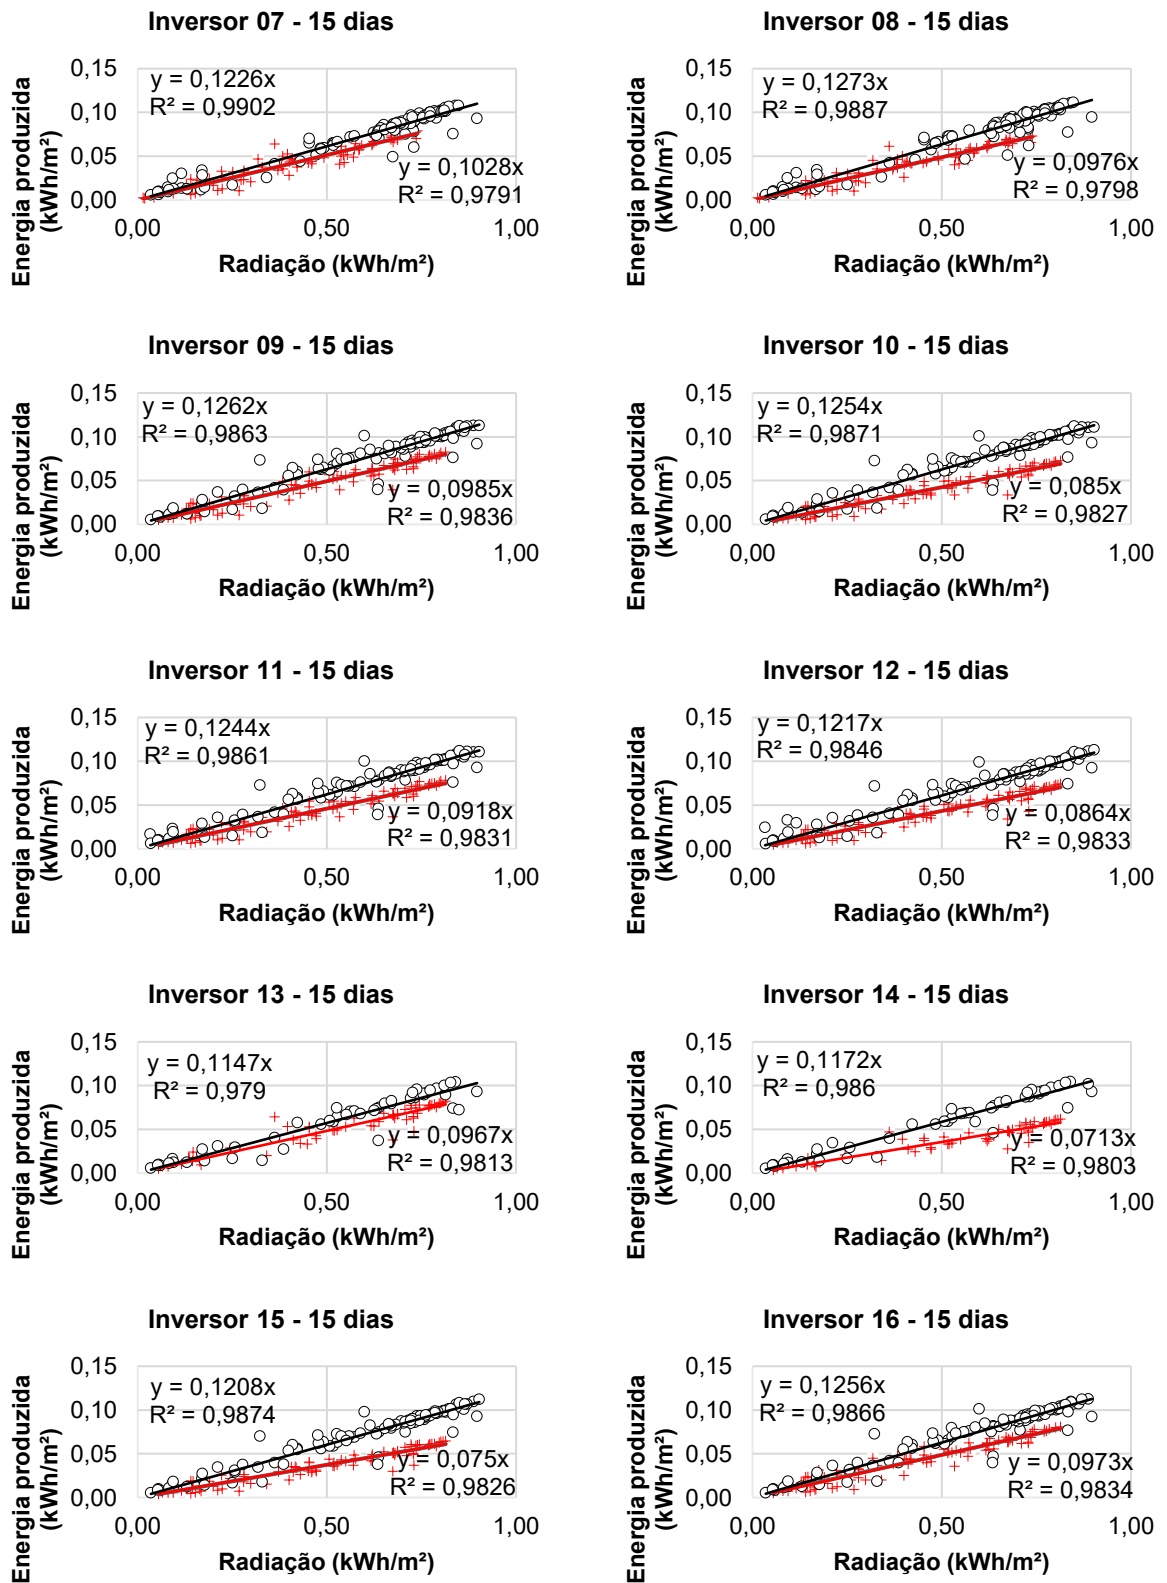 Inversor 07 - 15 dias
Energia produzida
(kWh/m²)
0,15
0,10
0,05
0,00
y = 0,1226x
R² = 0,9902
y = 0,1028x
R² = 0,9791
0,00 0,50 1,00
Radiação (kWh/m²)
Inversor 08 - 15 dias
Energia produzida
(kWh/m²)
0,15
0,10
0,05
0,00
y = 0,1273x
R² = 0,9887
y = 0,0976x
R² = 0,9798
0,00 0,50 1,00
Radiação (kWh/m²)
Inversor 09 - 15 dias
Energia produzida
(kWh/m²)
0,15
0,10
0,05
0,00
y = 0,1262x
R² = 0,9863
y = 0,0985x
R² = 0,9836
0,00 0,50 1,00
Radiação (kWh/m²)
Inversor 10 - 15 dias
Energia produzida
(kWh/m²)
0,15
0,10
0,05
0,00
y = 0,1254x
R² = 0,9871
y = 0,085x
R² = 0,9827
0,00 0,50 1,00
Radiação (kWh/m²)
Inversor 11 - 15 dias
Energia produzida
(kWh/m²)
0,15
0,10
0,05
0,00
y = 0,1244x
R² = 0,9861
y = 0,0918x
R² = 0,9831
0,00 0,50 1,00
Radiação (kWh/m²)
Inversor 12 - 15 dias
Energia produzida
(kWh/m²)
0,15
0,10
0,05
0,00
y = 0,1217x
R² = 0,9846
y = 0,0864x
R² = 0,9833
0,00 0,50 1,00
Radiação (kWh/m²)
Inversor 13 - 15 dias
Energia produzida
(kWh/m²)
0,15
0,10
0,05
0,00
y = 0,1147x
R² = 0,979
y = 0,0967x
R² = 0,9813
0,00 0,50 1,00
Radiação (kWh/m²)
Inversor 14 - 15 dias
Energia produzida
(kWh/m²)
0,15
0,10
0,05
0,00
y = 0,1172x
R² = 0,986
y = 0,0713x
R² = 0,9803
0,00 0,50 1,00
Radiação (kWh/m²)
Inversor 15 - 15 dias
Energia produzida
(kWh/m²)
0,15
0,10
0,05
0,00
y = 0,1208x
R² = 0,9874
y = 0,075x
R² = 0,9826
0,00 0,50 1,00
Radiação (kWh/m²)
Inversor 16 - 15 dias
Energia produzida
(kWh/m²)
0,15
0,10
0,05
0,00
y = 0,1256x
R² = 0,9866
y = 0,0973x
R² = 0,9834
0,00 0,50 1,00
Radiação (kWh/m²)